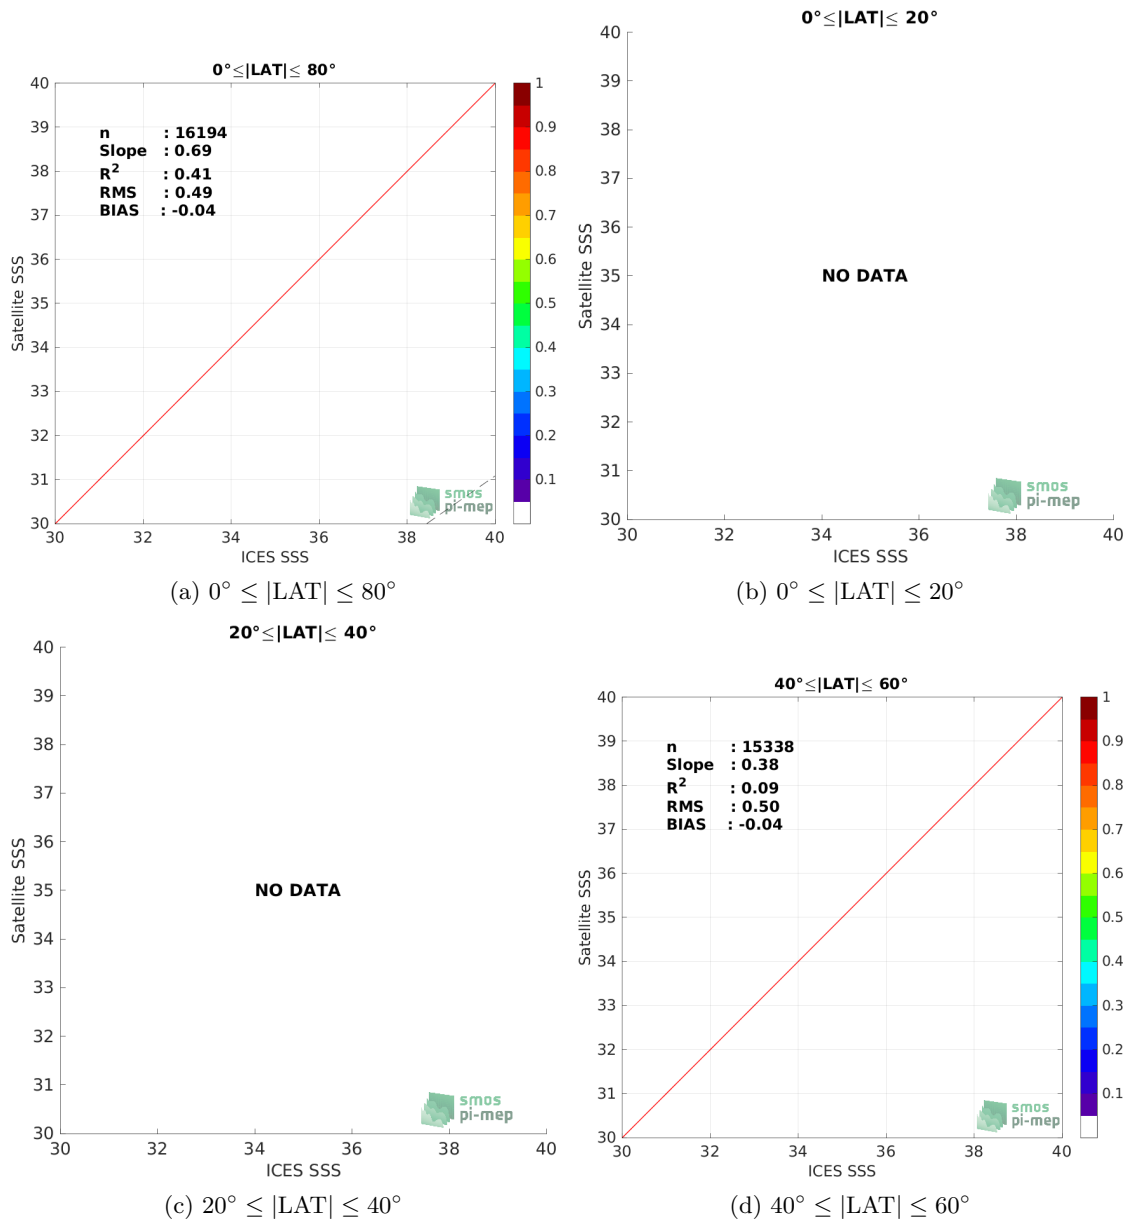 0°≤|LAT|≤ 80°
40
39
38
37
36
35
34
33
32
31
30
Satellite SSS
n : 16194
Slope : 0.69
R² : 0.41
RMS : 0.49
BIAS : -0.04
1
0.9
0.8
0.7
0.6
0.5
0.4
0.3
0.2
0.1
smos
pi-mep
30 32 34 36 38 40
ICES SSS
(a) 0° ≤ |LAT| ≤ 80°
0°≤|LAT|≤ 20°
40
39
38
37
36
35
34
33
32
31
30
Satellite SSS
NO DATA
smos
pi-mep
30 32 34 36 38 40
ICES SSS
(b) 0° ≤ |LAT| ≤ 20°
20°≤|LAT|≤ 40°
40
39
38
37
36
35
34
33
32
31
30
Satellite SSS
NO DATA
smos
pi-mep
30 32 34 36 38 40
ICES SSS
(c) 20° ≤ |LAT| ≤ 40°
40°≤|LAT|≤ 60°
40
39
38
37
36
35
34
33
32
31
30
Satellite SSS
n : 15338
Slope : 0.38
R² : 0.09
RMS : 0.50
BIAS : -0.04
1
0.9
0.8
0.7
0.6
0.5
0.4
0.3
0.2
0.1
smos
pi-mep
30 32 34 36 38 40
ICES SSS
(d) 40° ≤ |LAT| ≤ 60°